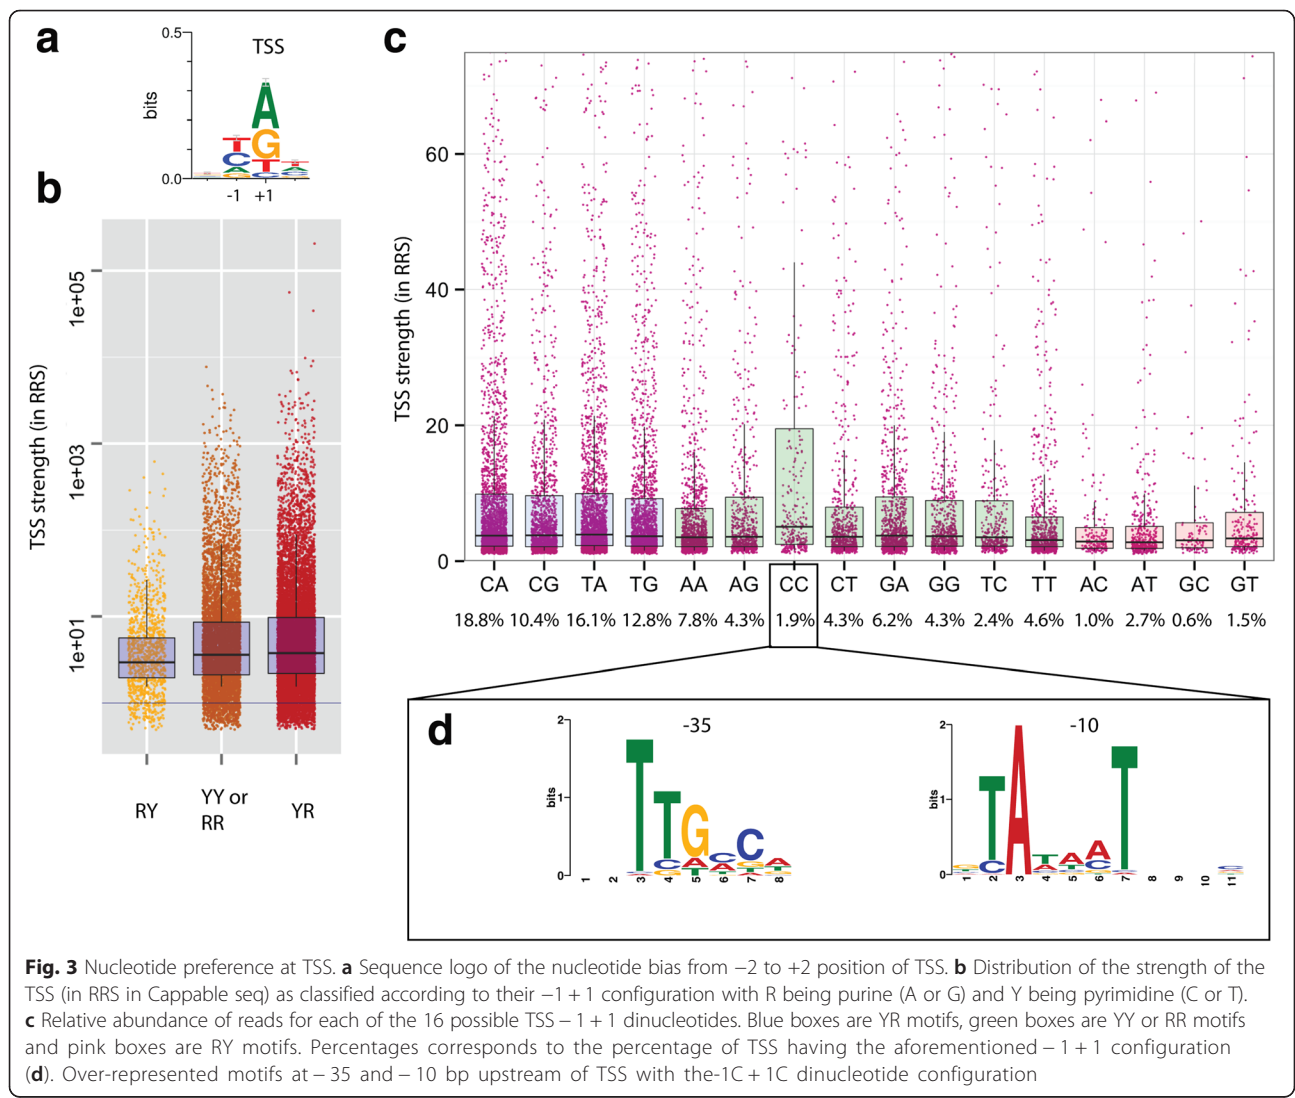 a
0.5
TSS
bits
0.0
-1 +1
b
TSS strength (in RRS)
1e+05
1e+03
1e+01
RY
YY or
RR
YR
c
TSS strength (in RRS)
60
40
20
0
CA CG TA TG AA AG CC CT GA GG TC TT AC AT GC GT
18.8% 10.4% 16.1% 12.8% 7.8% 4.3% 1.9% 4.3% 6.2% 4.3% 2.4% 4.6% 1.0% 2.7% 0.6% 1.5%
d
-35
2
bits
1
0
1 2 3 4 5 6 7 8
-10
2
bits
1
0
1 2 3 4 5 6 7 8 9 10 11
Fig. 3 Nucleotide preference at TSS. a Sequence logo of the nucleotide bias from −2 to +2 position of TSS. b Distribution of the strength of the
TSS (in RRS in Cappable seq) as classified according to their −1 + 1 configuration with R being purine (A or G) and Y being pyrimidine (C or T).
c Relative abundance of reads for each of the 16 possible TSS − 1 + 1 dinucleotides. Blue boxes are YR motifs, green boxes are YY or RR motifs
and pink boxes are RY motifs. Percentages corresponds to the percentage of TSS having the aforementioned − 1 + 1 configuration
(d). Over-represented motifs at − 35 and − 10 bp upstream of TSS with the-1C + 1C dinucleotide configuration